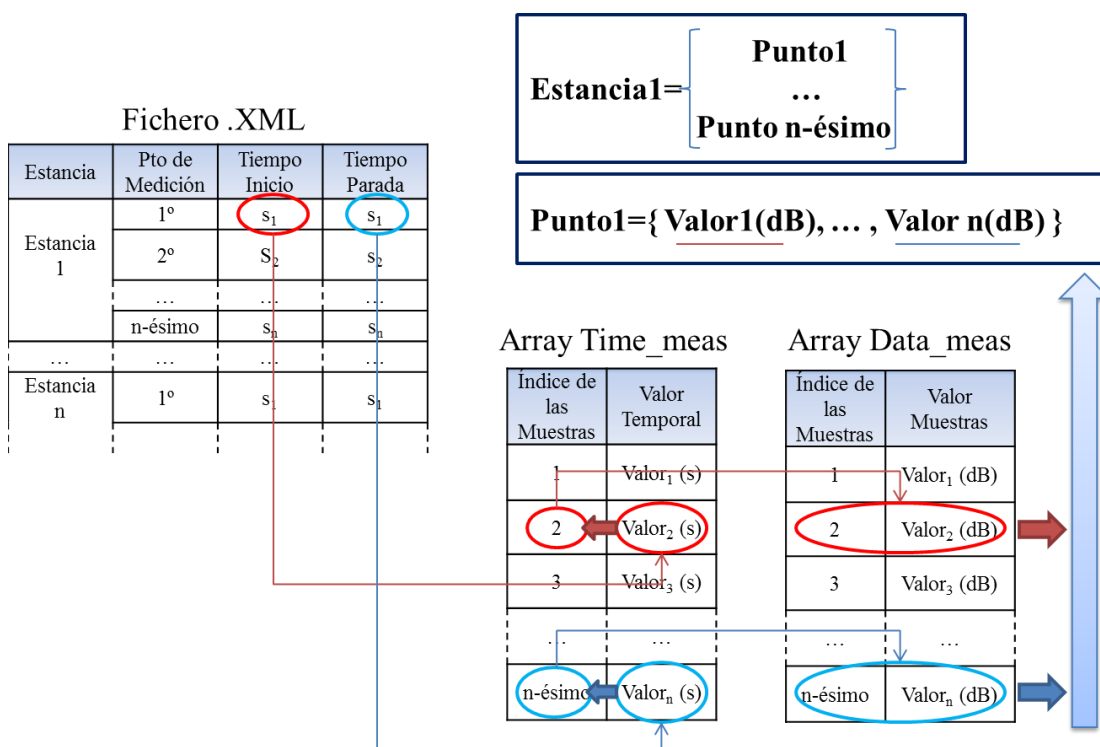 Estancia1=
Punto1
...
Punto n-ésimo
Punto1={ Valor1(dB), ... , Valor n(dB) }
Fichero .XML
Estancia
Pto de
Medición
Tiempo
Inicio
Tiempo
Parada
Estancia
1
1º
s₁
s₁
2º
S₂
s₂
...
...
...
n-ésimo
sₙ
sₙ
...
...
...
...
Estancia
n
1º
s₁
s₁
Array Time_meas
Índice de
las
Muestras
Valor
Temporal
1
Valor₁ (s)
2
Valor₂ (s)
3
Valor₃ (s)
...
...
n-ésimo
Valorₙ (s)
Array Data_meas
Índice de
las
Muestras
Valor
Muestras
1
Valor₁ (dB)
2
Valor₂ (dB)
3
Valor₃ (dB)
...
...
n-ésimo
Valorₙ (dB)